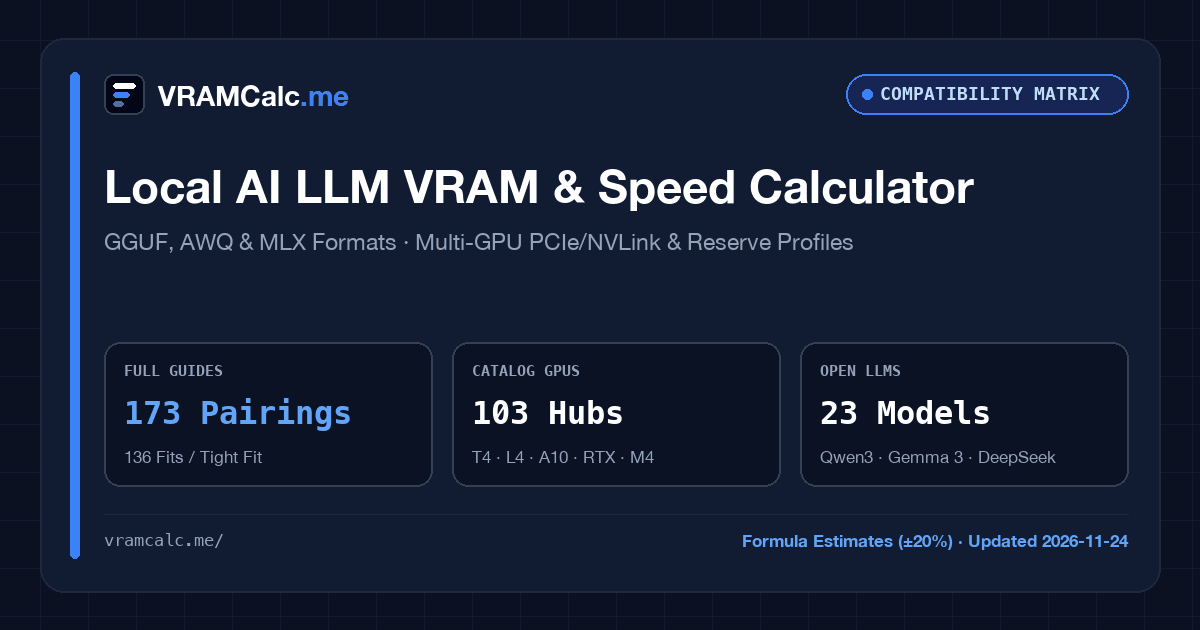 VRAMCalc.me
COMPATIBILITY MATRIX
Local AI LLM VRAM & Speed Calculator
GGUF, AWQ & MLX Formats · Multi-GPU PCIe/NVLink & Reserve Profiles
FULL GUIDES
173 Pairings
136 Fits / Tight Fit
CATALOG GPUS
103 Hubs
T4 · L4 · A10 · RTX · M4
OPEN LLMS
23 Models
Qwen3 · Gemma 3 · DeepSeek
vramcalc.me/
Formula Estimates (±20%) · Updated 2026-11-24